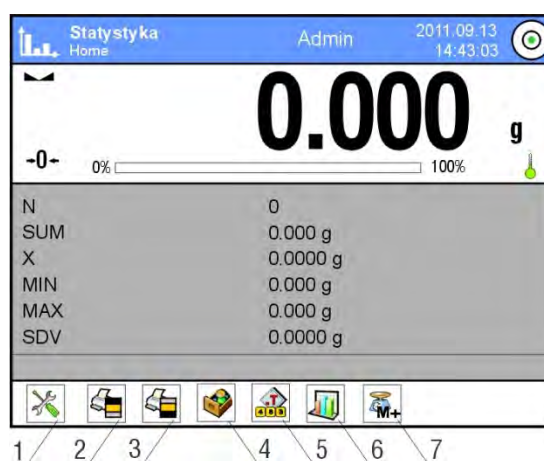 Statystyka Admin 2011.09.13
Home 14:43:03
0.000 g
→0← 0% 100%
N 0
SUM 0.000 g
X 0.0000 g
MIN 0.000 g
MAX 0.000 g
SDV 0.0000 g
T
M+
1 2 3 4 5 6 7